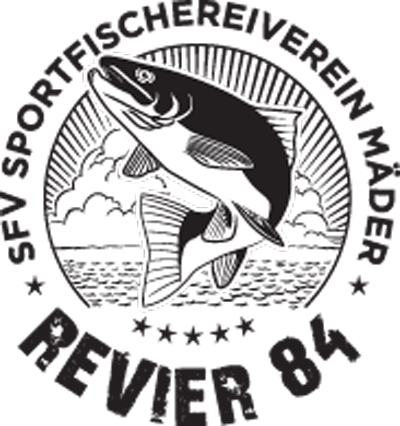 SFV SPORTFISCHEREIVEREIN MÄDER
REVIER 84